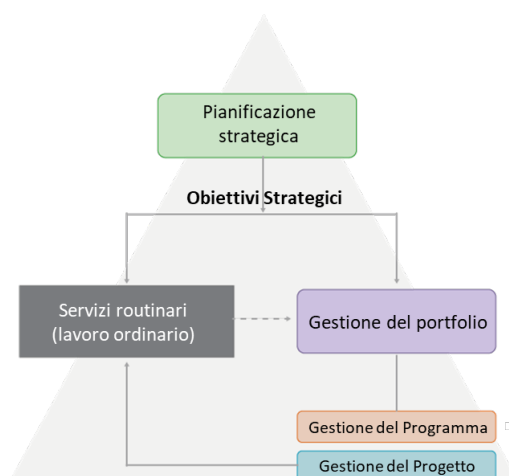 Pianificazione
strategica
Obiettivi Strategici
Servizi routinari
(lavoro ordinario)
Gestione del portfolio
Gestione del Programma
Gestione del Progetto